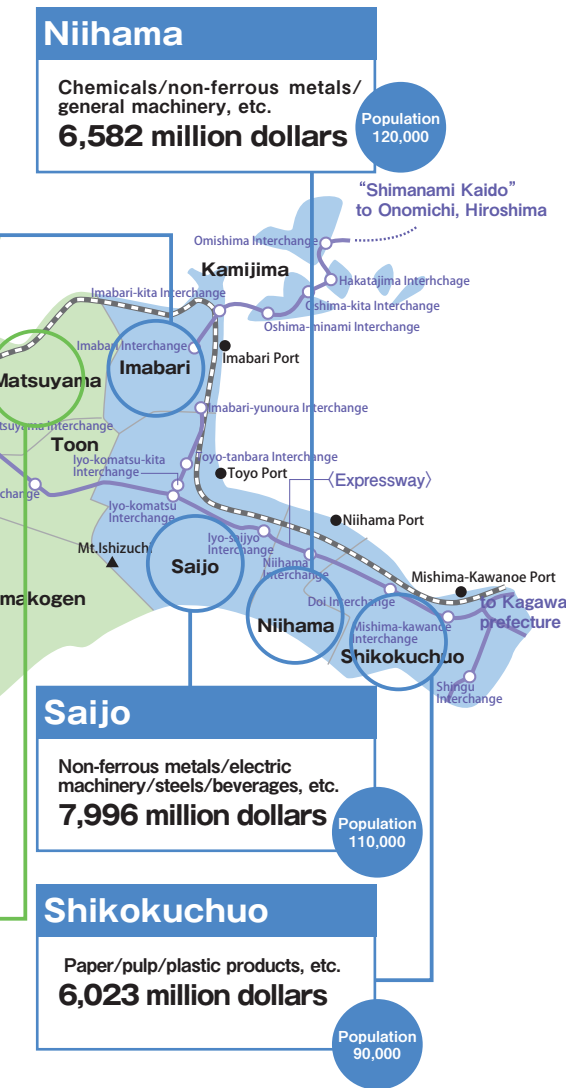 Niihama
Chemicals/non-ferrous metals/
general machinery, etc.
6,582 million dollars
Population
120,000
“Shimanami Kaido”
to Onomichi, Hiroshima
Omishima Interchange
Kamijima
Hakatajima Interhchage
Imabari-kita Interchange
Oshima-kita Interchange
Oshima-minami Interchange
Imabari Interchange
Imabari Port
Imabari
Matsuyama
Imabari-yunoura Interchange
tsuyama Interchange
Toon
Iyo-komatsu-kita
Interchange
Toyo-tanbara Interchange
Toyo Port
〈Expressway〉
change
Iyo-komatsu
Interchange
Niihama Port
Iyo-saijyo
Interchange
Mt.Ishizuchi
Saijo
Niihama
Interchange
Mishima-Kawanoe Port
makogen
Doi Interchange
to Kagawa
prefecture
Niihama
Mishima-kawanoe
Interchange
Shikokuchuo
Shingu
Interchange
Saijo
Non-ferrous metals/electric
machinery/steels/beverages, etc.
7,996 million dollars
Population
110,000
Shikokuchuo
Paper/pulp/plastic products, etc.
6,023 million dollars
Population
90,000